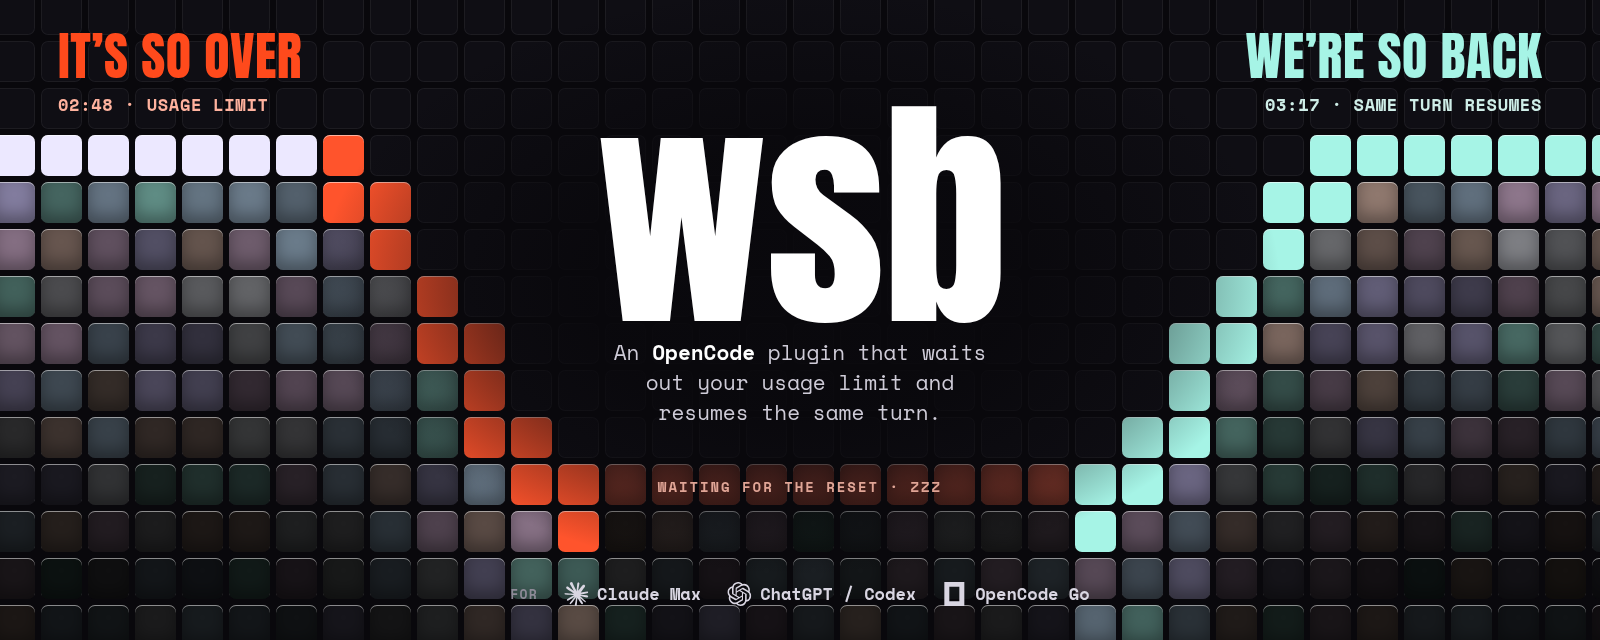 IT’S SO OVER
02:48 · USAGE LIMIT
WE’RE SO BACK
03:17 · SAME TURN RESUMES
wsb
An OpenCode plugin that waits
out your usage limit and
resumes the same turn.
WAITING FOR THE RESET · ZZZ
FOR Claude Max ChatGPT / Codex OpenCode Go